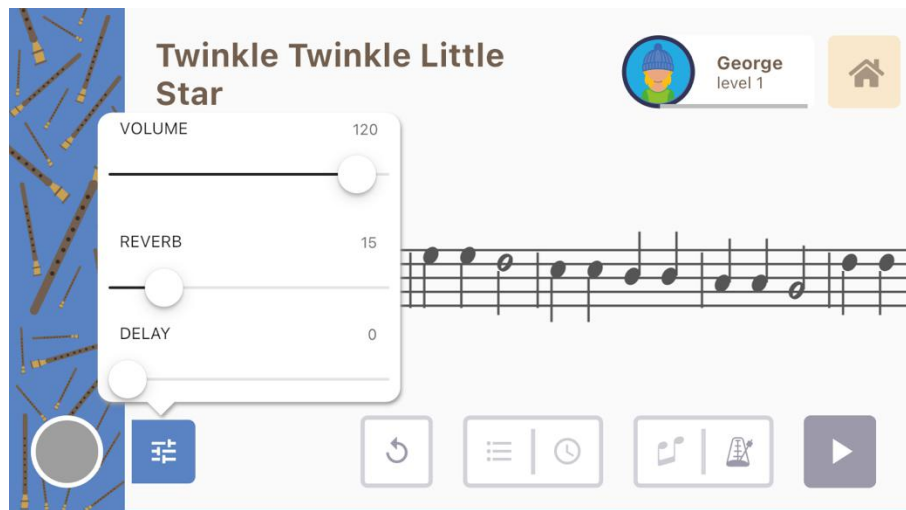 Twinkle Twinkle Little
Star
George
level 1
VOLUME 120
REVERB 15
DELAY 0